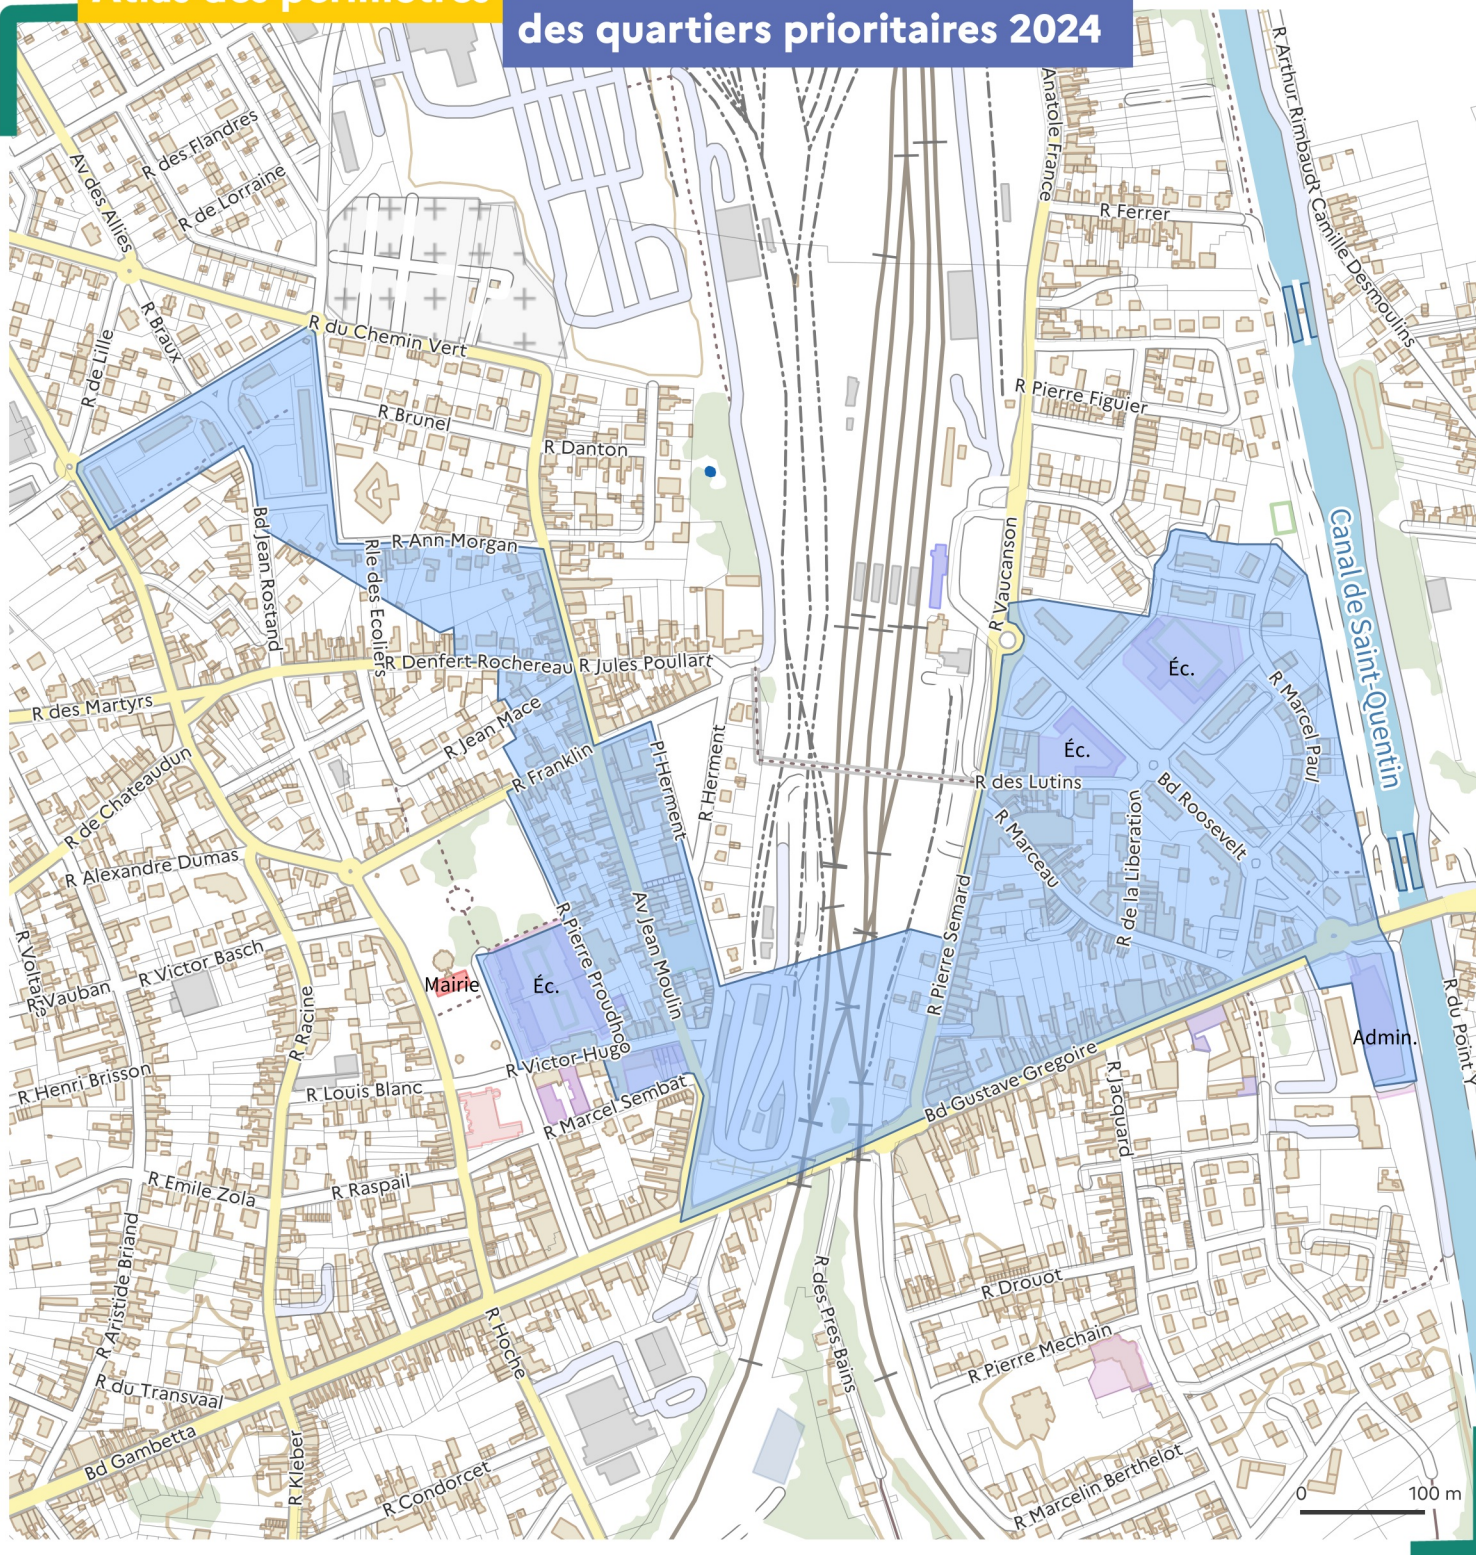 Atlas des périmètres
des quartiers prioritaires 2024
R Arthur Rimbaud
Anatole France
R des Flandres
Av des Allies
R de Lorraine
R Ferrer
R Camille Desmoulins
R Braux
R du Chemin Vert
R de Lille
R Pierre Figuier
R Brunel
R Danton
Bd Jean Rostand
R Ann Morgan
Rle des Ecoliers
R Vaucanson
Canal de Saint-Quentin
R Denfert Rochereau
R Jules Poullart
Éc.
R Marcel Paul
R des Martyrs
R Jean Mace
R Franklin
Pl Herment
R Herment
Éc.
R des Lutins
Bd Roosevelt
R de Chateaudun
R Marceau
R de la Liberation
R Alexandre Dumas
R Pierre Semard
Av Jean Moulin
R Pierre Proudho
R Victor Basch
Mairie
Éc.
R Vauban
R Racine
Admin.
R du Point Y
R Victor Hugo
Bd Gustave Gregoire
R Henri Brisson
R Louis Blanc
R Marcel Sembat
R Jacquard
R Emile Zola
R Raspail
R Aristide Briand
R des Pres Bains
R Drouot
R Hoche
R Pierre Mechain
R du Transvaal
Bd Gambetta
R Kleber
R Condorcet
R Marcelin Berthelot
0 100 m